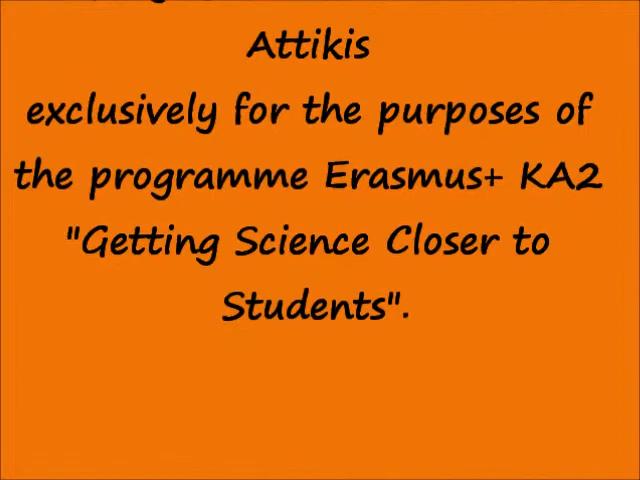 Attikis
exclusively for the purposes of
the programme Erasmus+ KA2
"Getting Science Closer to
Students".